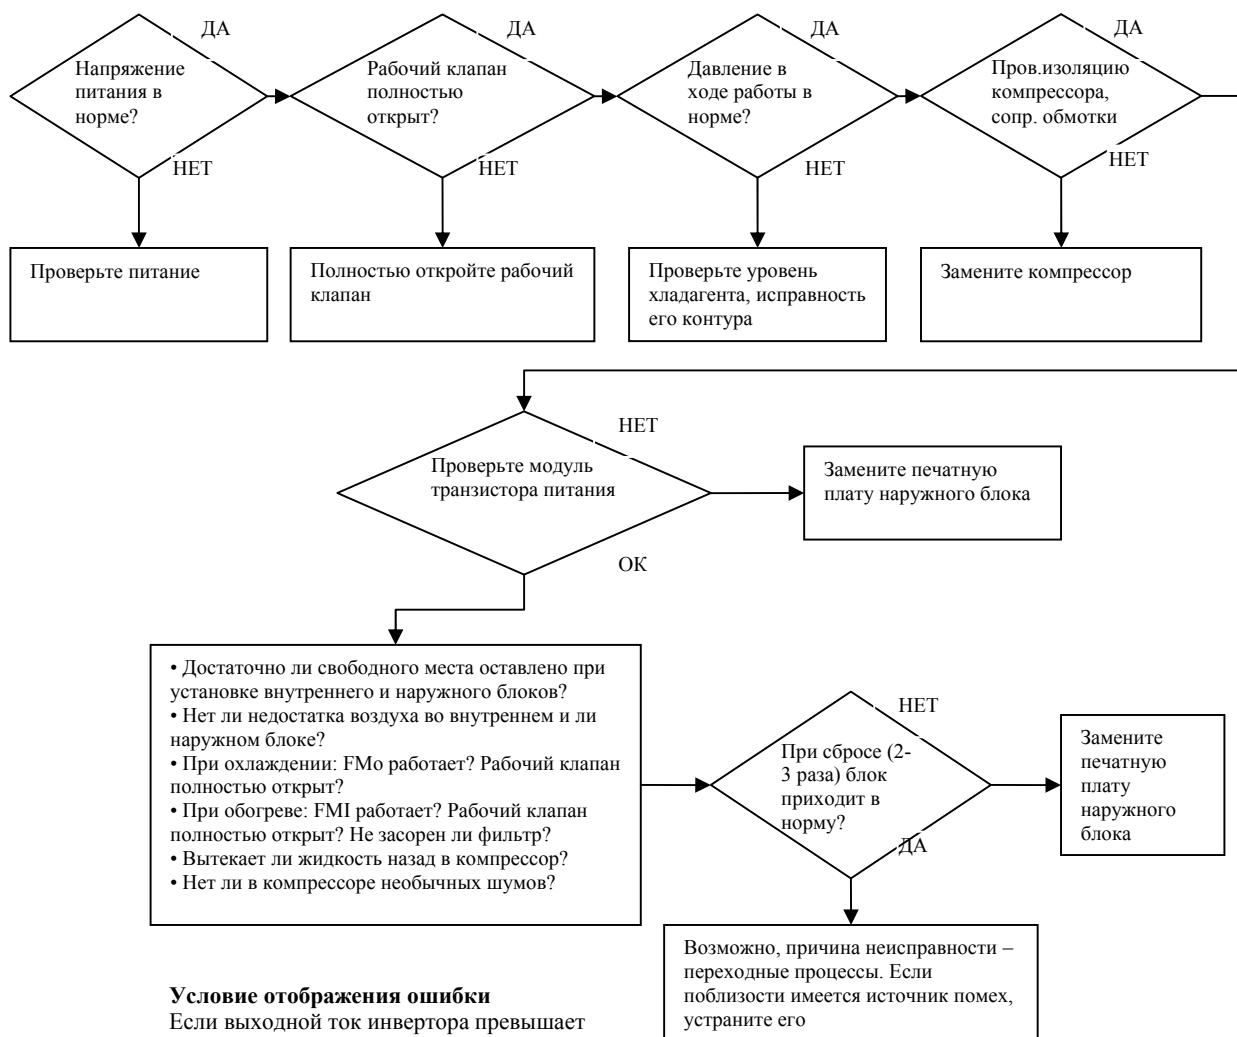 ДА
Напряжение
питания в
норме?
НЕТ
Проверьте питание
ДА
Рабочий клапан
полностью
открыт?
НЕТ
Полностью откройте рабочий
клапан
ДА
Давление в
ходе работы в
норме?
НЕТ
Проверьте уровень
хладагента, исправность
его контура
ДА
Пров.изоляцию
компрессора,
сопр. обмотки
НЕТ
Замените компрессор
НЕТ
Проверьте модуль
транзистора питания
ОК
Замените печатную
плату наружного блока
• Достаточно ли свободного места оставлено при
установке внутреннего и наружного блоков?
• Нет ли недостатка воздуха во внутреннем и ли
наружном блоке?
• При охлаждении: FMo работает? Рабочий клапан
полностью открыт?
• При обогреве: FMI работает? Рабочий клапан
полностью открыт? Не засорен ли фильтр?
• Вытекает ли жидкость назад в компрессор?
• Нет ли в компрессоре необычных шумов?
НЕТ
При сбросе (2-
3 раза) блок
приходит в
норму?
ДА
Замените
печатную
плату
наружного
блока
Возможно, причина неисправности –
переходные процессы. Если
поблизости имеется источник помех,
устраните его
Условие отображения ошибки
Если выходной ток инвертора превышает